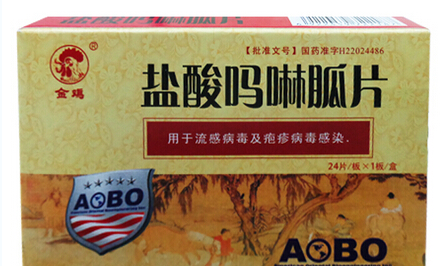 【批准文号】国药准字H22024486
®
金鸡
盐酸吗啉胍片
用于流感病毒及疱疹病毒感染.
24片/板×1板/盒
AOBO
AOBO